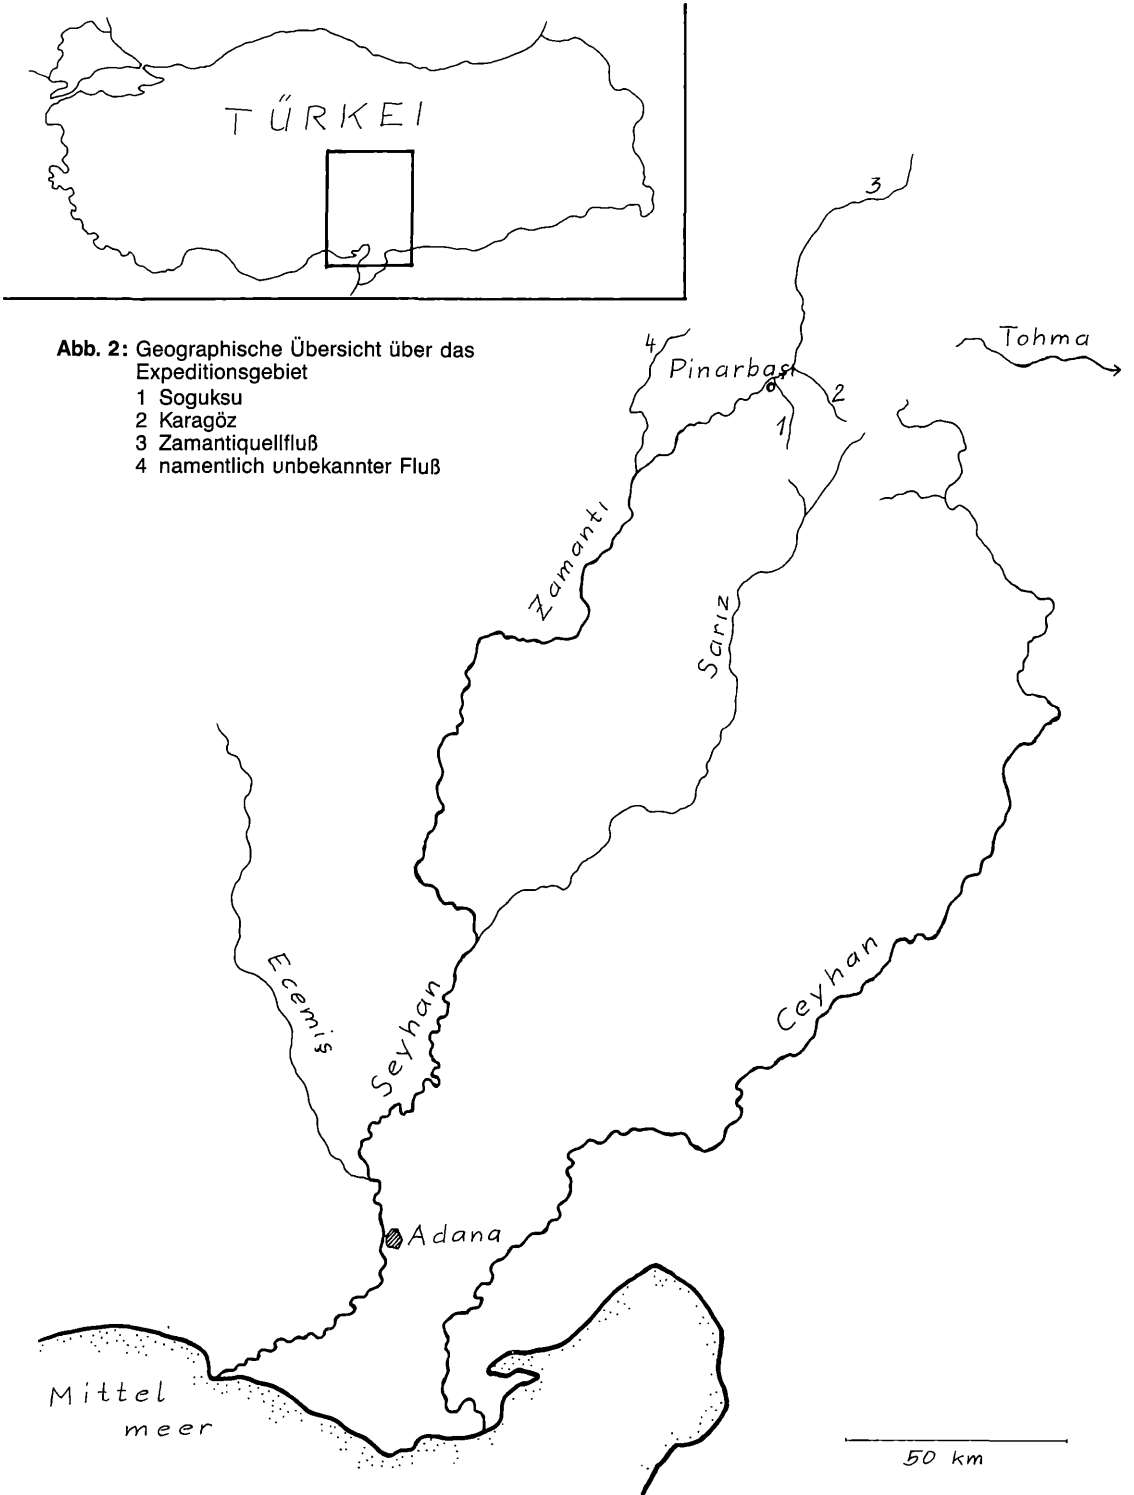 TÜRKEI
Abb. 2: Geographische Übersicht über das
Expeditionsgebiet
1 Soguksu
2 Karagöz
3 Zamantiquellfluß
4 namentlich unbekannter Fluß
3
4
Tohma
Pinarbaşı
2
1
Zamantı
Sarız
Ecemiş
Seyhan
Ceyhan
Adana
Mittel
meer
50 km